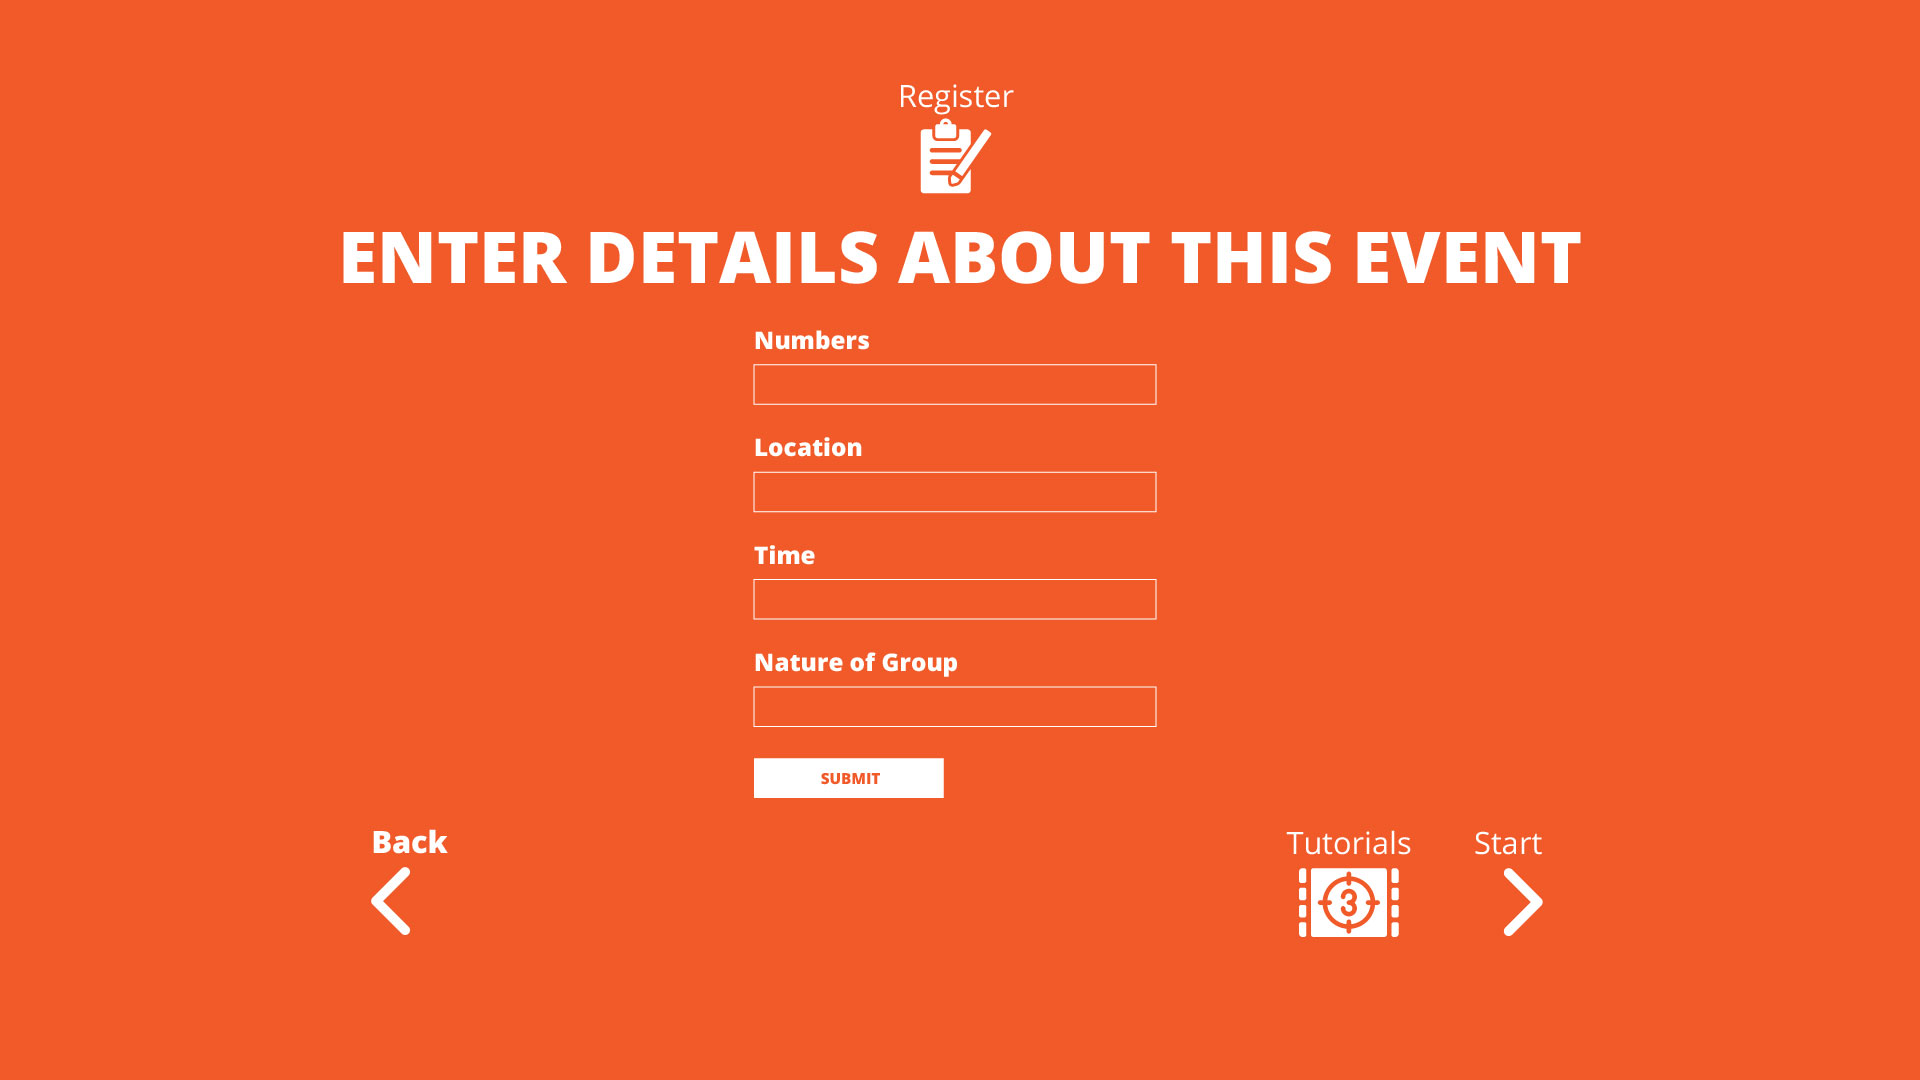 Register
ENTER DETAILS ABOUT THIS EVENT
Numbers
Location
Time
Nature of Group
SUBMIT
Back
Tutorials
Start
3